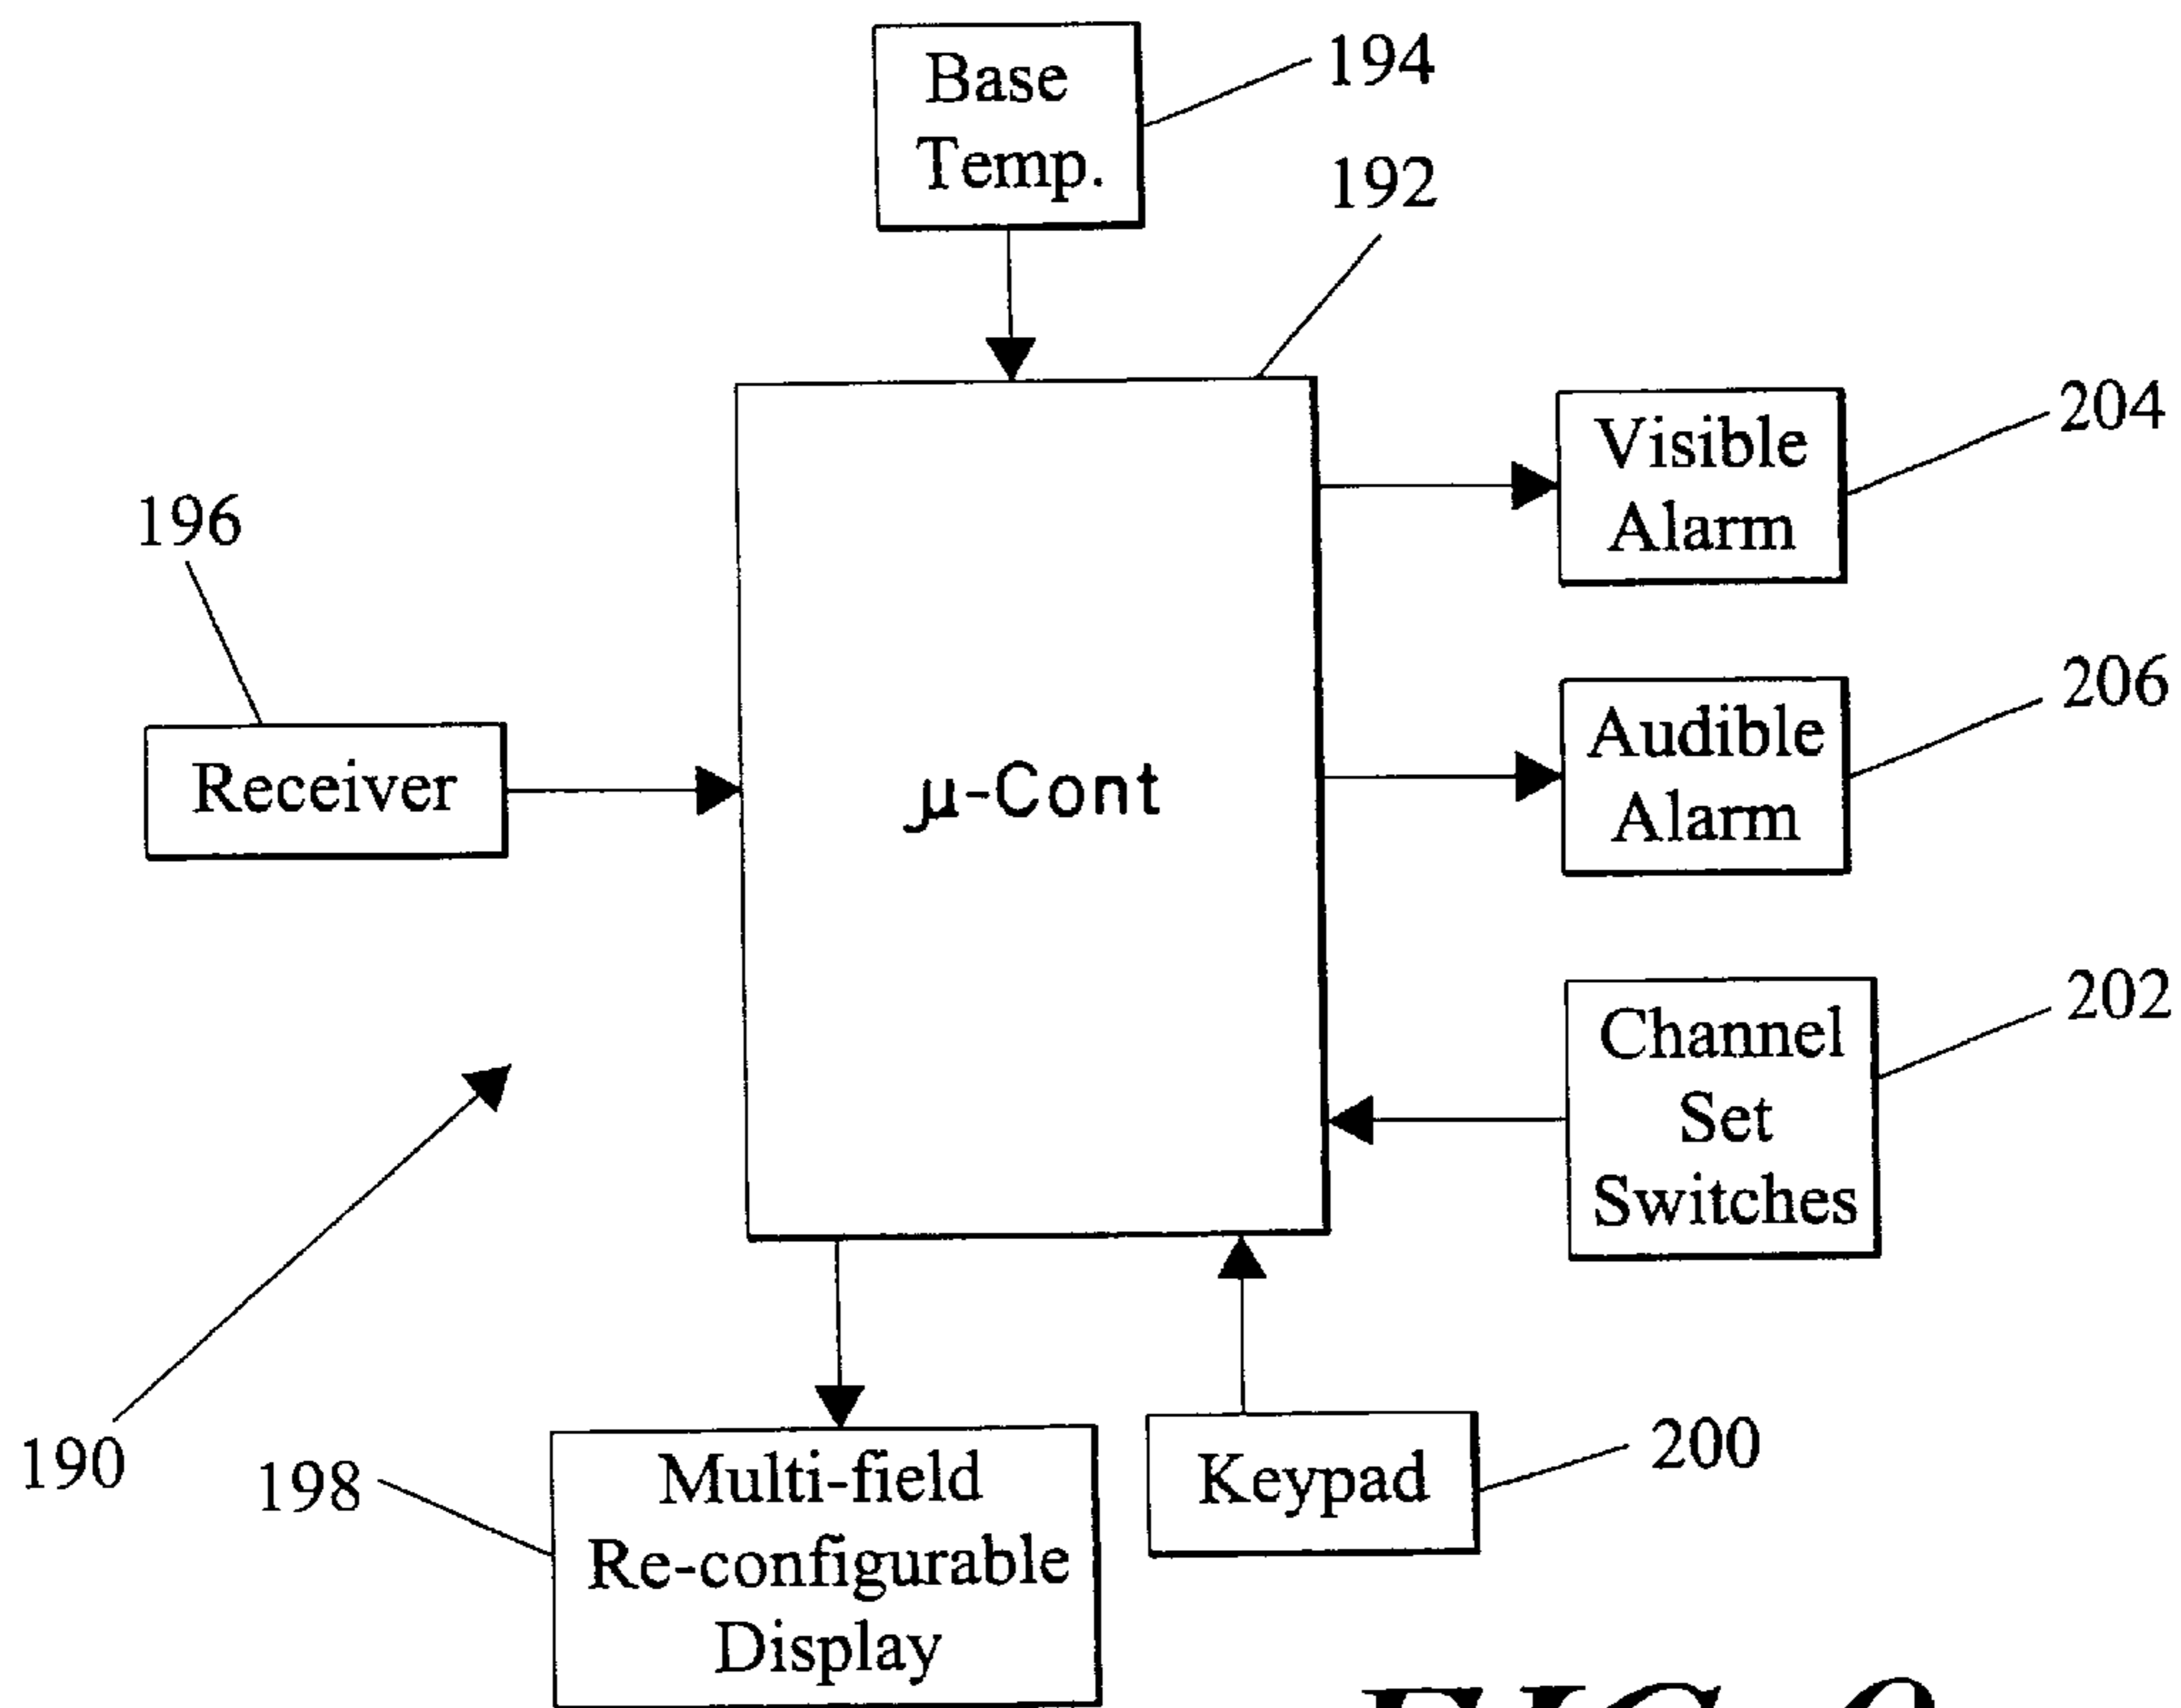 Base
Temp.
194
192
Visible
Alarm
204
196
Audible
Alarm
206
Receiver
µ-Cont
Channel
Set
Switches
202
190
198
Multi-field
Re-configurable
Display
Keypad
200